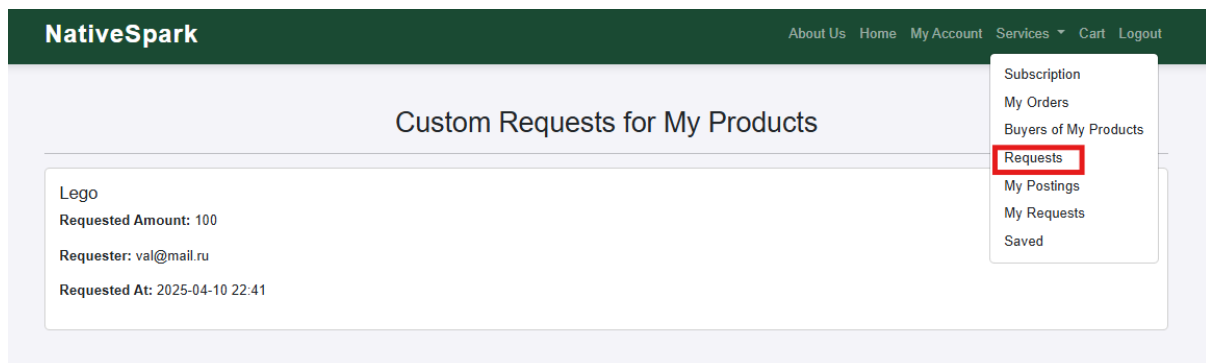 NativeSpark
About Us Home My Account Services Cart Logout
Subscription
My Orders
Buyers of My Products
Requests
My Postings
My Requests
Saved
Custom Requests for My Products
Lego
Requested Amount: 100
Requester: val@mail.ru
Requested At: 2025-04-10 22:41